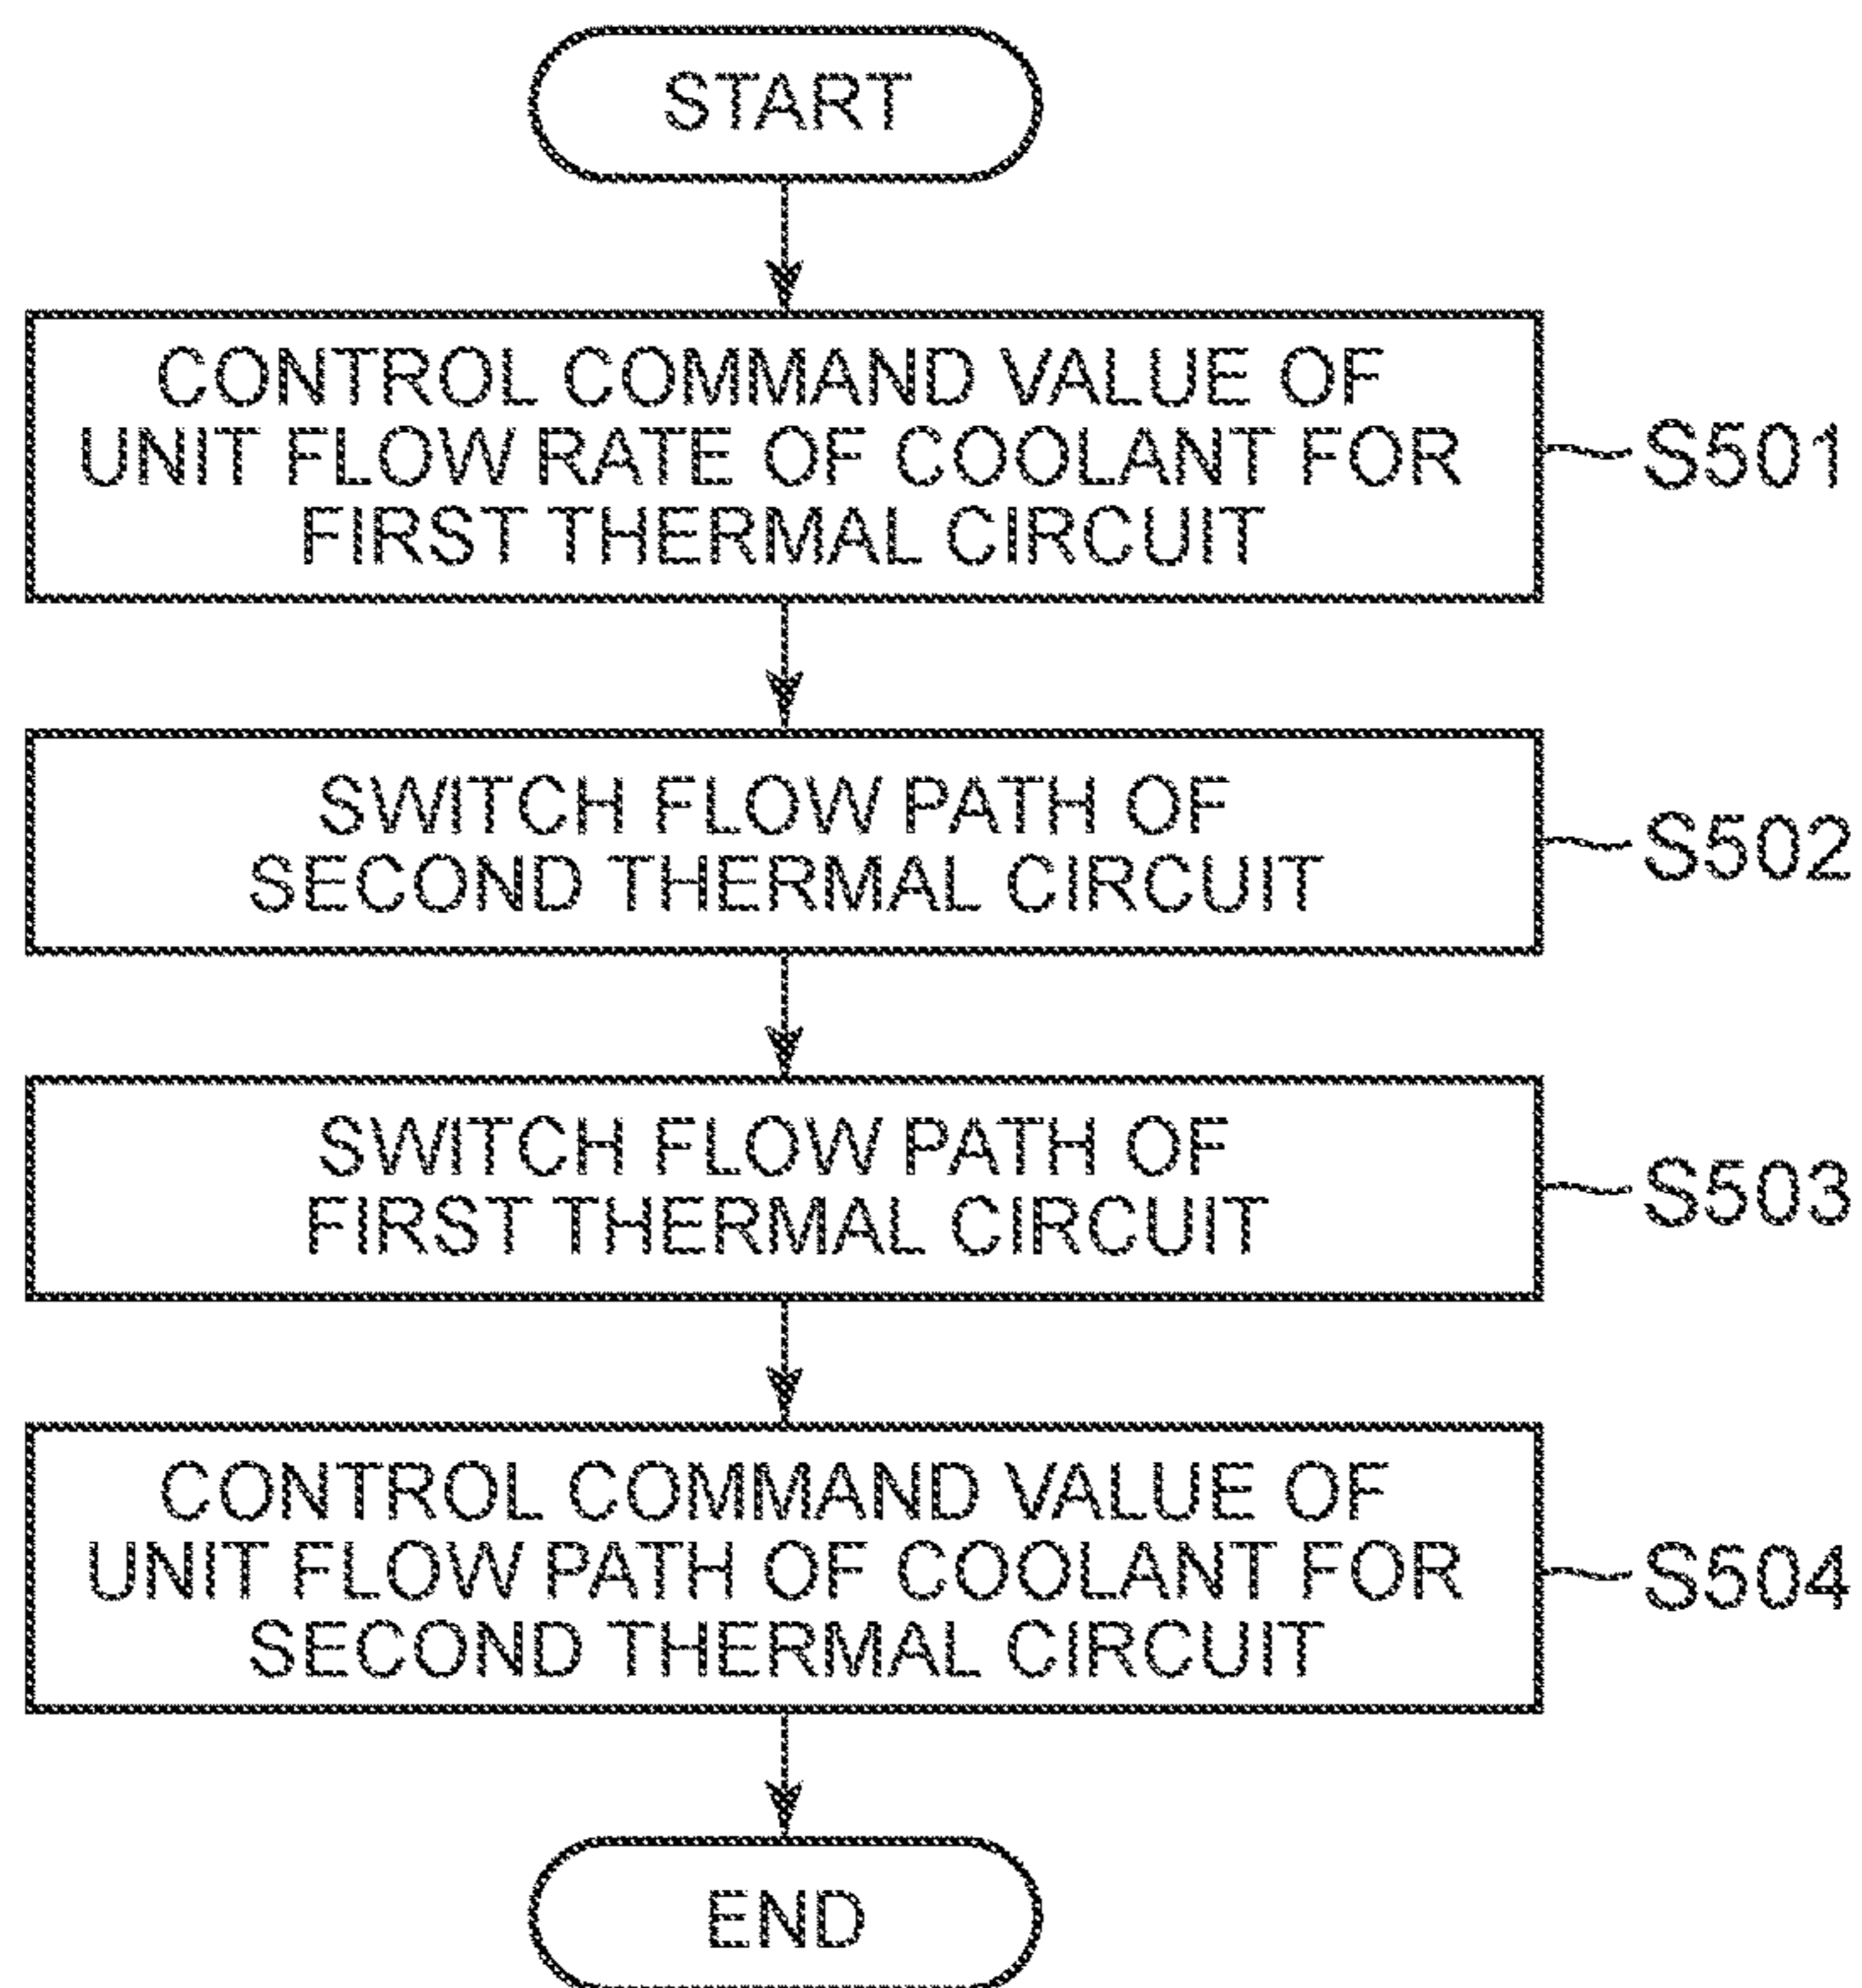 START
CONTROL COMMAND VALUE OF
UNIT FLOW RATE OF COOLANT FOR
FIRST THERMAL CIRCUIT
S501
SWITCH FLOW PATH OF
SECOND THERMAL CIRCUIT
S502
SWITCH FLOW PATH OF
FIRST THERMAL CIRCUIT
S503
CONTROL COMMAND VALUE OF
UNIT FLOW PATH OF COOLANT FOR
SECOND THERMAL CIRCUIT
S504
END